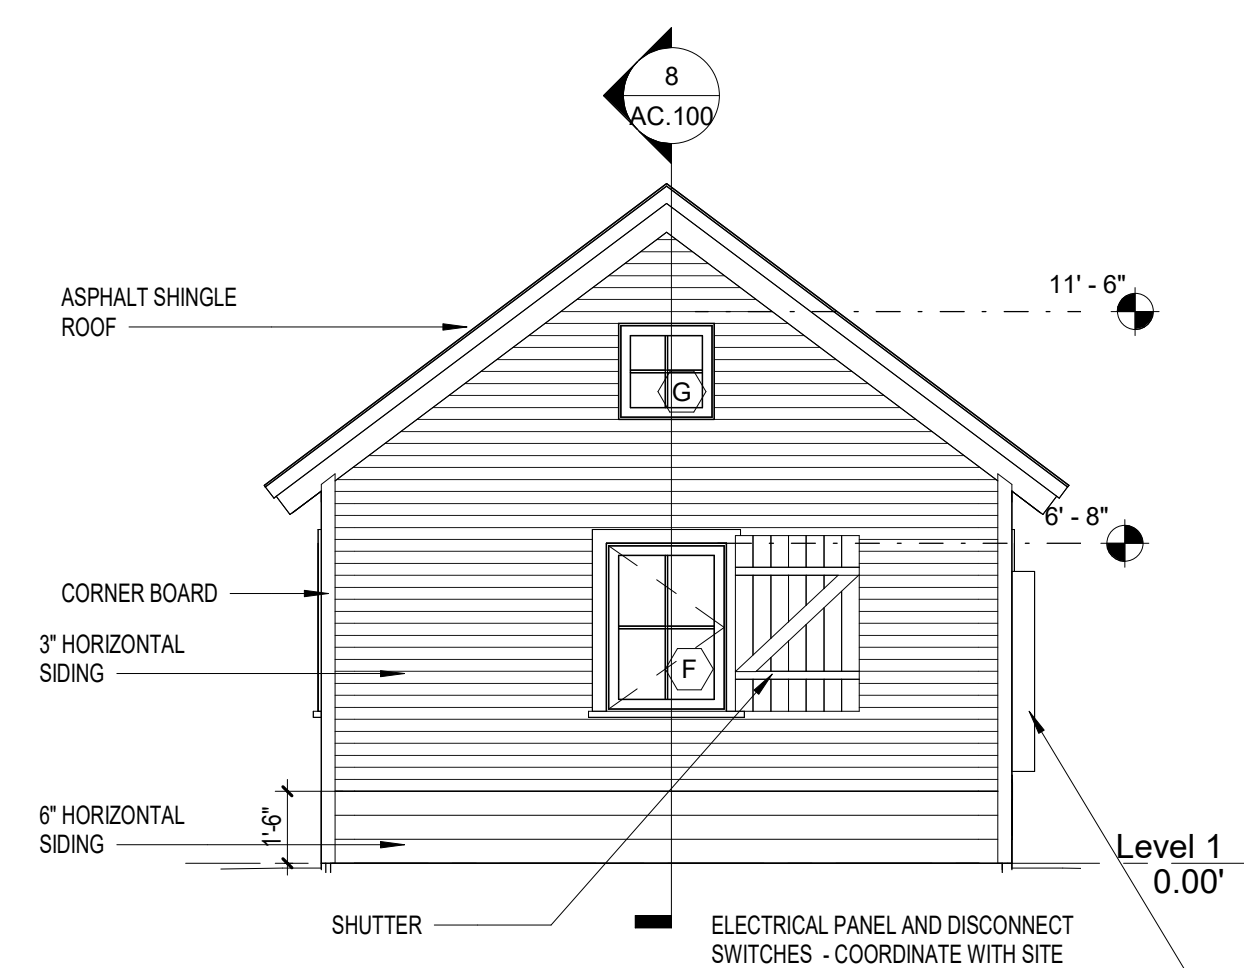 8
AC.100
ASPHALT SHINGLE
ROOF
11' - 6"
G
6' - 8"
CORNER BOARD
3" HORIZONTAL
SIDING
F
6" HORIZONTAL
SIDING
1'-6"
Level 1
0.00'
SHUTTER
ELECTRICAL PANEL AND DISCONNECT
SWITCHES - COORDINATE WITH SITE